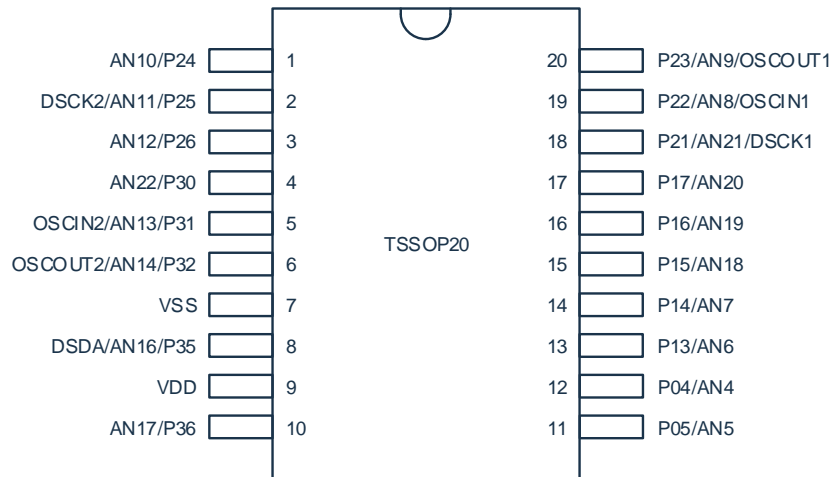 AN10/P24 1 20 P23/AN9/OSCOUT1
DSCK2/AN11/P25 2 19 P22/AN8/OSCIN1
AN12/P26 3 18 P21/AN21/DSCK1
AN22/P30 4 17 P17/AN20
OSCIN2/AN13/P31 5 16 P16/AN19
TSSOP20
OSCOUT2/AN14/P32 6 15 P15/AN18
VSS 7 14 P14/AN7
DSDA/AN16/P35 8 13 P13/AN6
VDD 9 12 P04/AN4
AN17/P36 10 11 P05/AN5